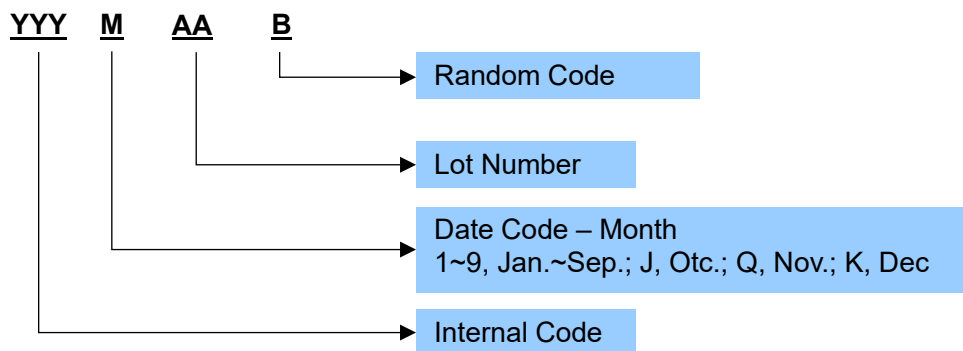 YYY M AA B
Random Code
Lot Number
Date Code – Month
1~9, Jan.~Sep.; J, Otc.; Q, Nov.; K, Dec
Internal Code